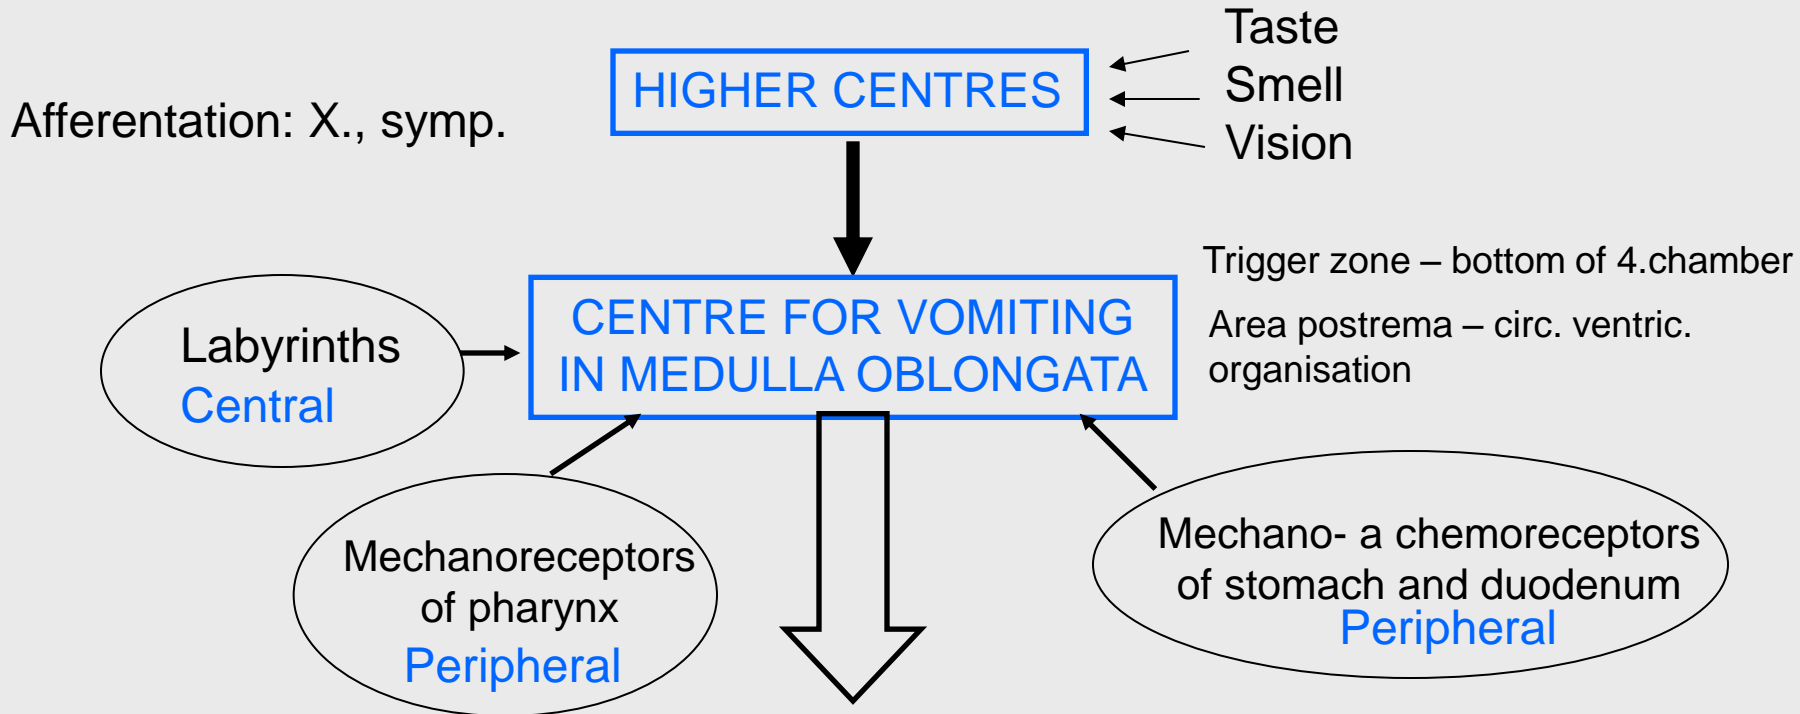 Taste
HIGHER CENTRES
Smell
Afferentation: X., symp.
Vision
Trigger zone – bottom of 4.chamber
CENTRE FOR VOMITING
IN MEDULLA OBLONGATA
Area postrema – circ. ventric.
organisation
Labyrinths
Central
Mechanoreceptors
of pharynx
Peripheral
Mechano- a chemoreceptors
of stomach and duodenum
Peripheral